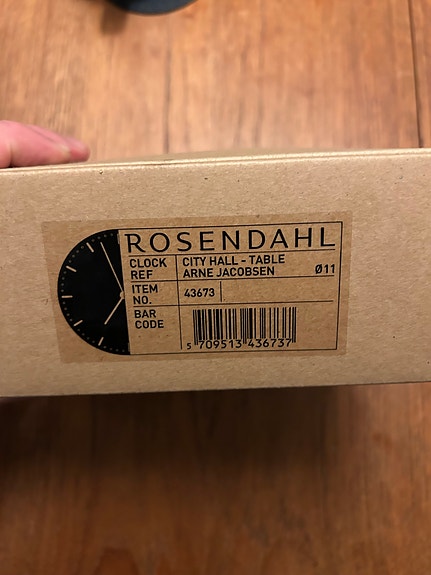 ROSENDAHL
CLOCK REF
CITY HALL - TABLE
ARNE JACOBSEN Ø11
ITEM NO.
43673
BAR CODE
5 709513 436737